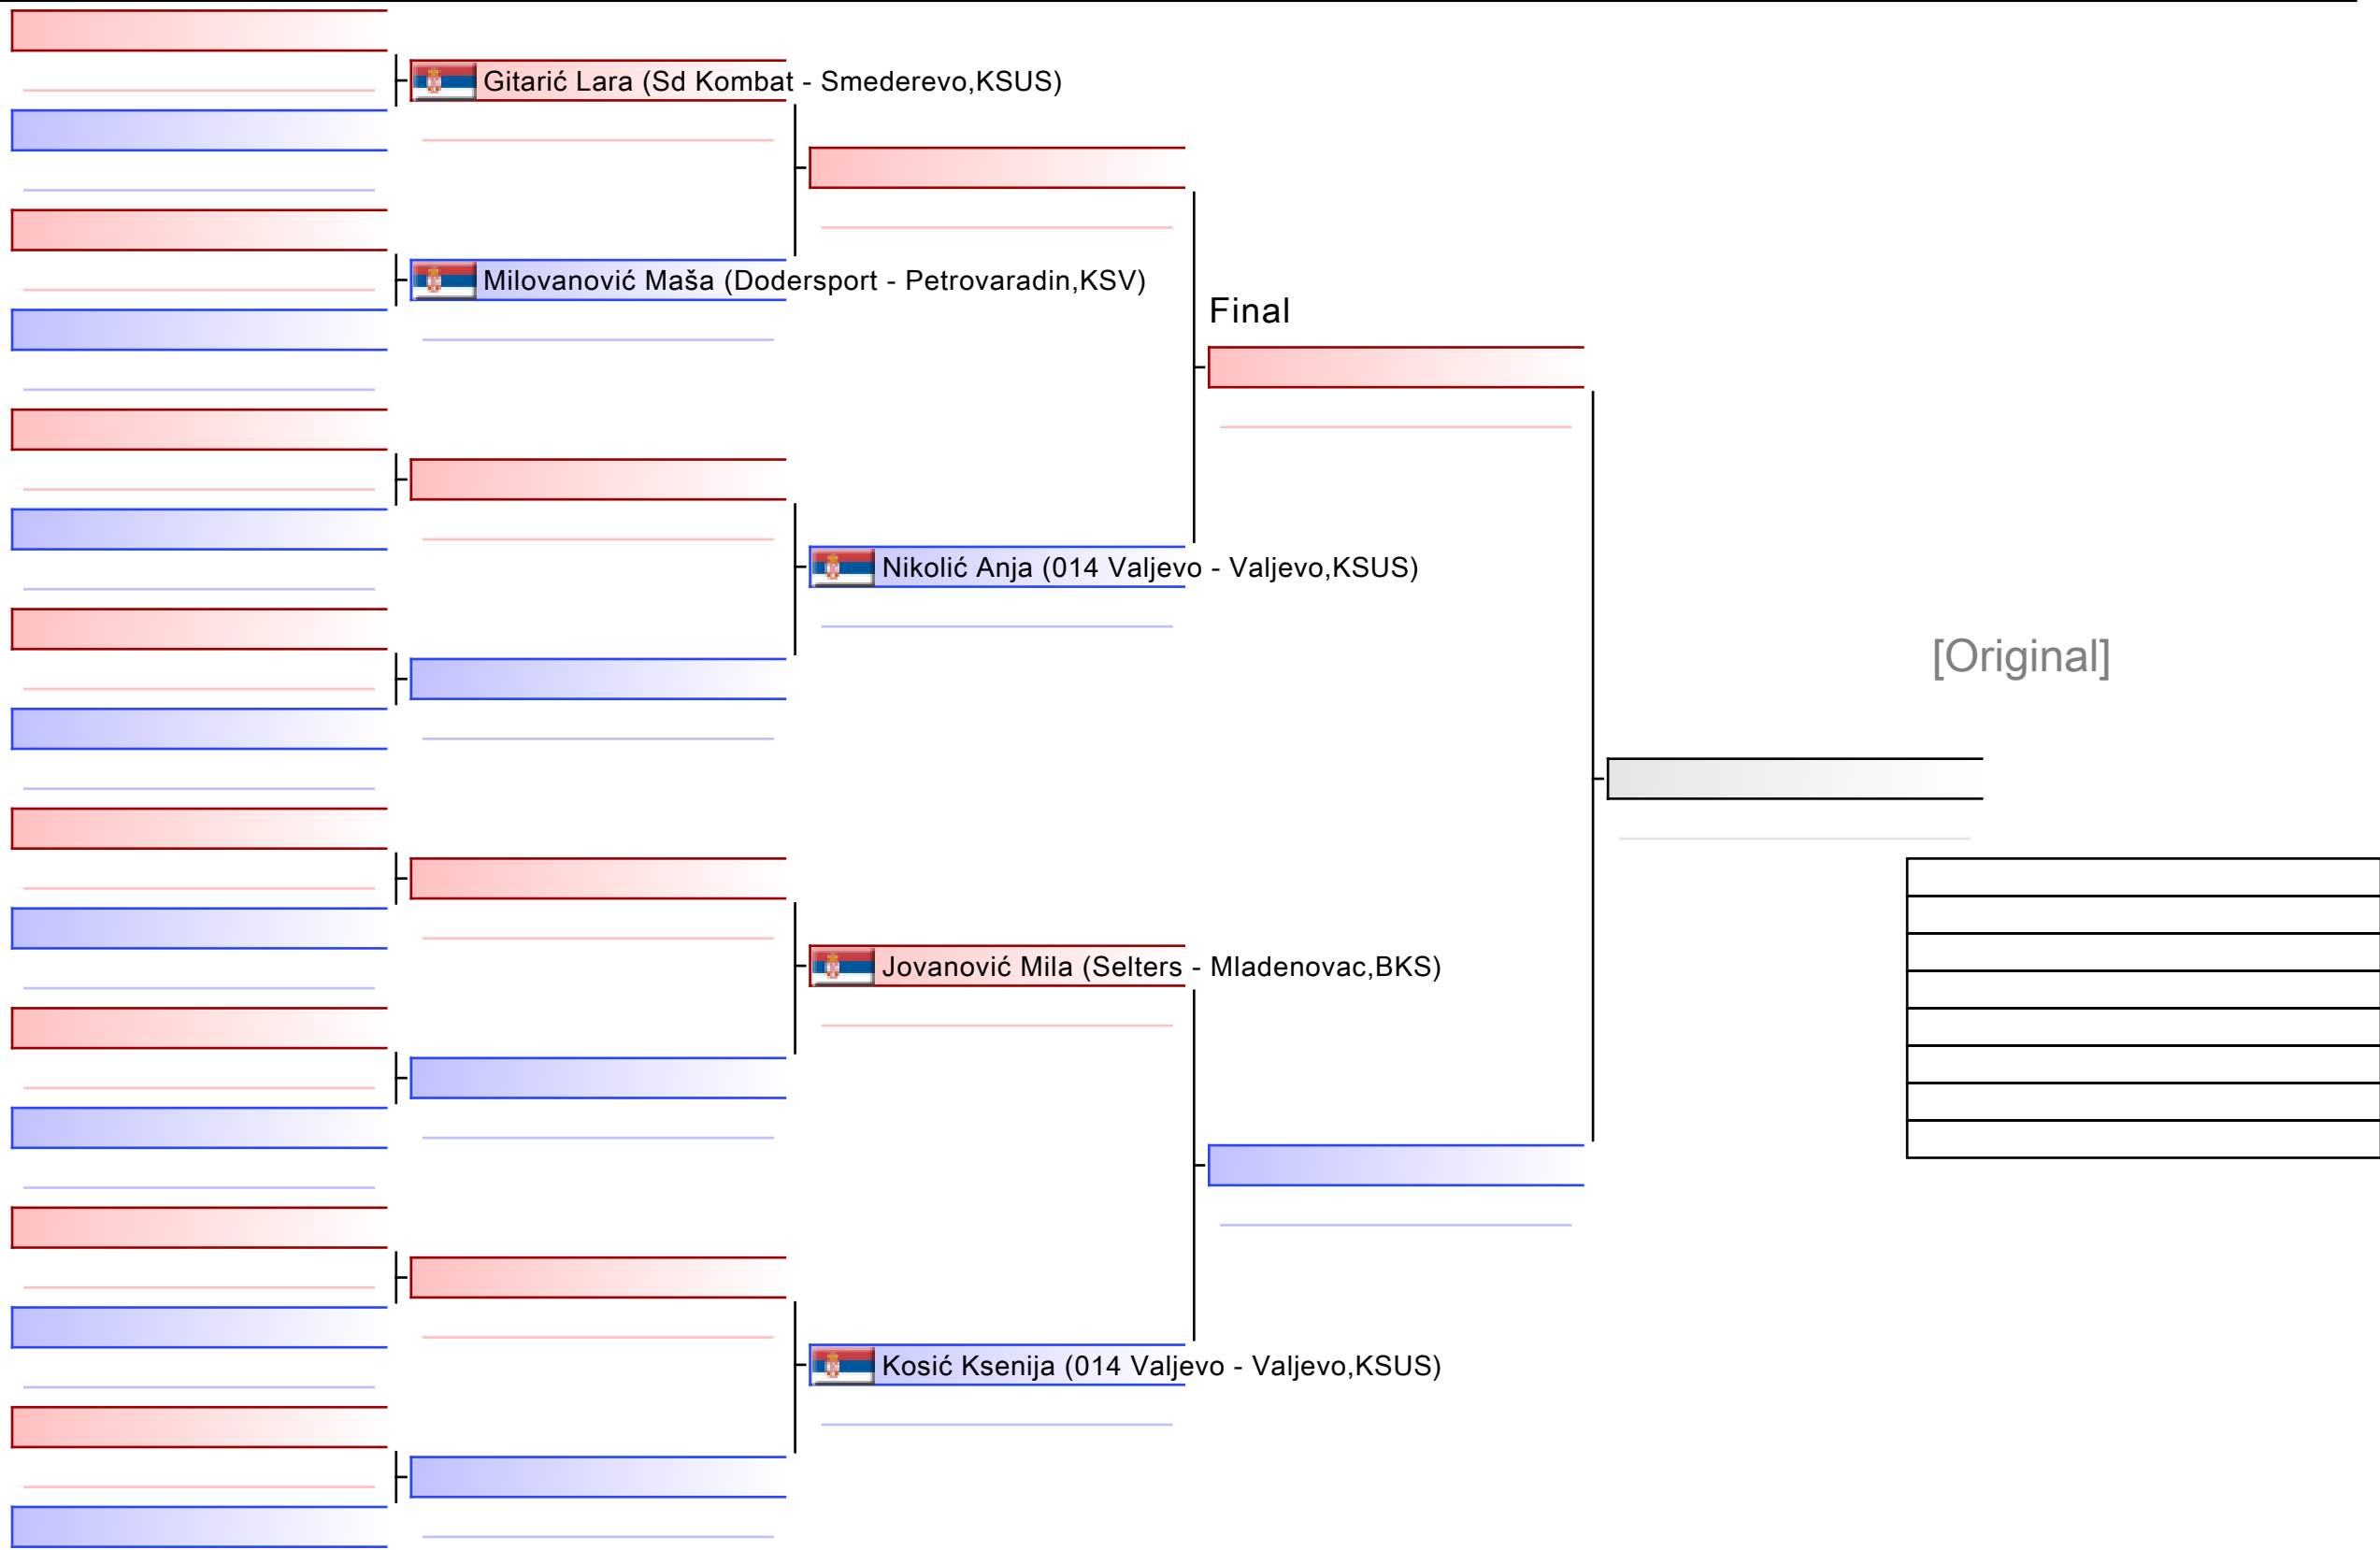 Gitarić Lara (Sd Kombat - Smederevo,KSUS)
Milovanović Maša (Dodersport - Petrovaradin,KSV)
Final
Nikolić Anja (014 Valjevo - Valjevo,KSUS)
[Original]
Jovanović Mila (Selters - Mladenovac,BKS)
Kosić Ksenija (014 Valjevo - Valjevo,KSUS)